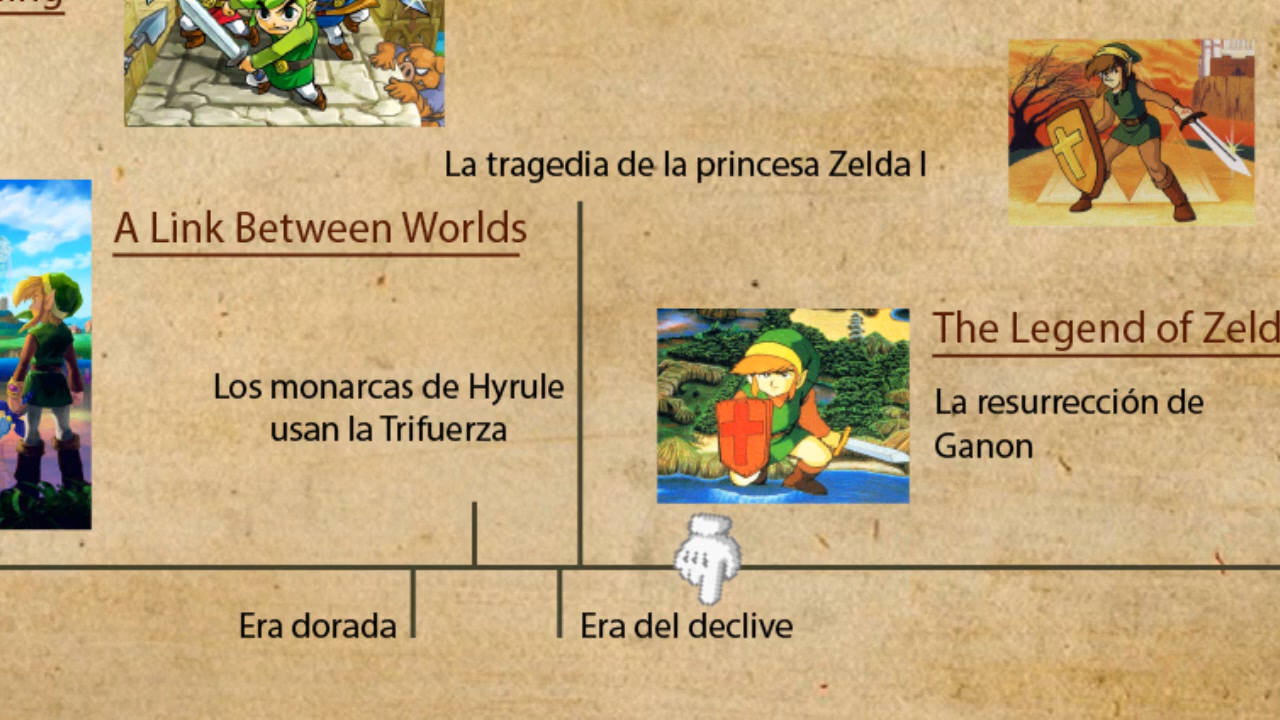 La tragedia de la princesa Zelda I
A Link Between Worlds
The Legend of Zeld
Los monarcas de Hyrule
usan la Trifuerza
La resurrección de
Ganon
Era dorada
Era del declive